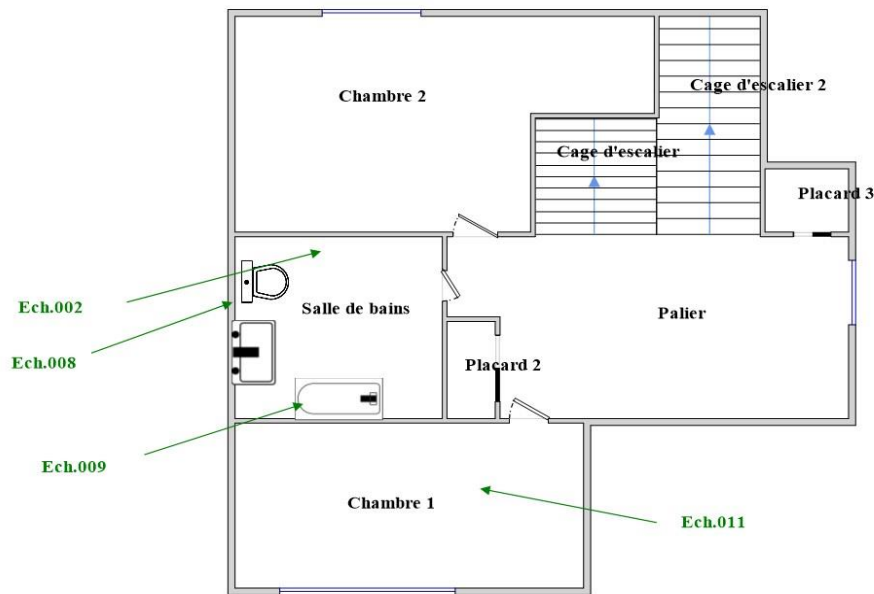 Cage d'escalier 2
Chambre 2
Cage d'escalier
Placard 3
Ech.002
Salle de bains
Palier
Ech.008
Placard 2
Ech.009
Chambre 1
Ech.011